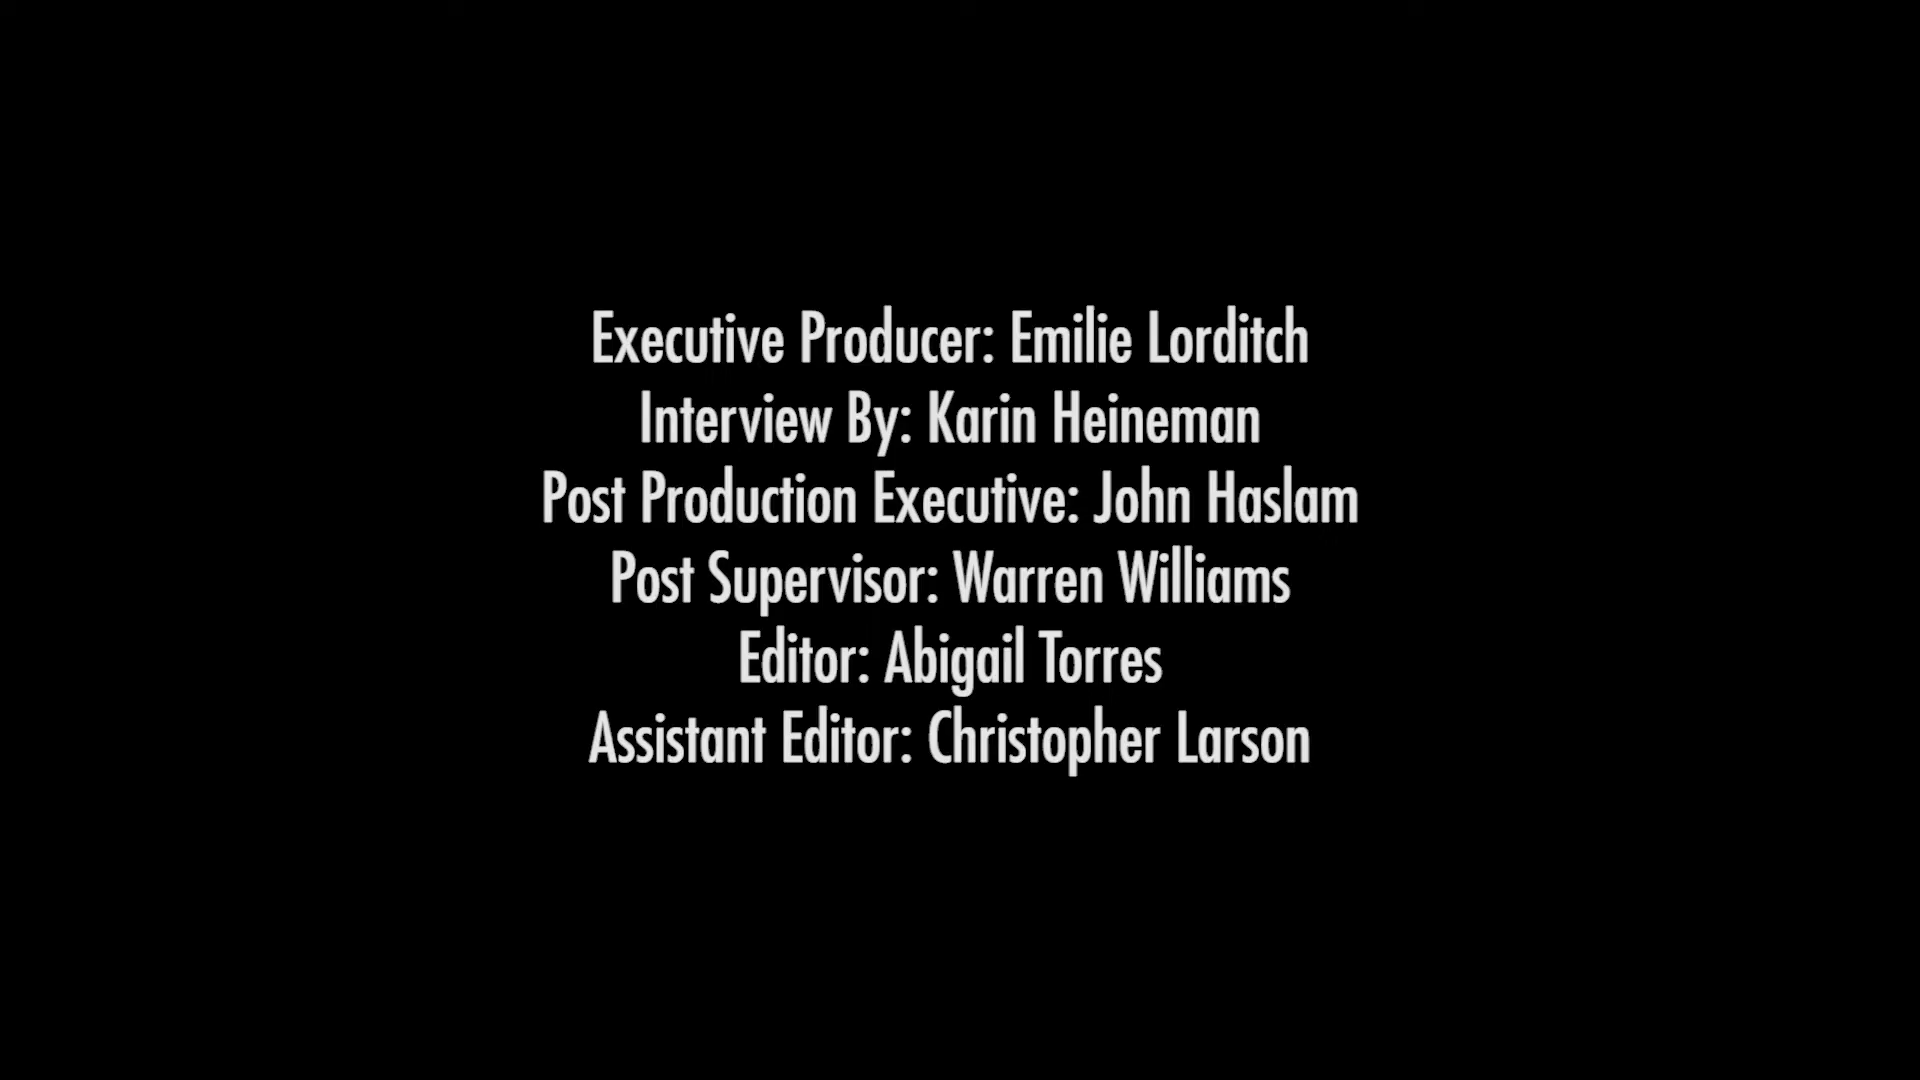 Executive Producer: Emilie Lorditch
Interview By: Karin Heineman
Post Production Executive: John Haslam
Post Supervisor: Warren Williams
Editor: Abigail Torres
Assistant Editor: Christopher Larson